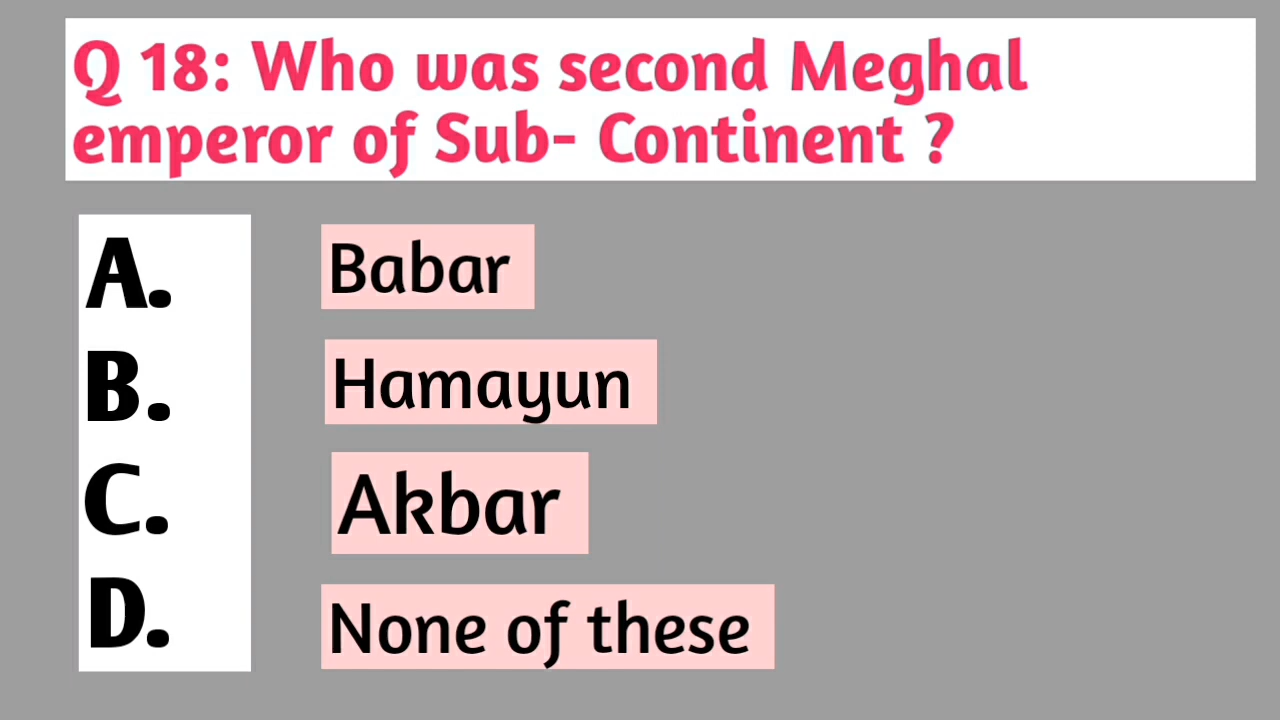 Q 18: Who was second Meghal
emperor of Sub- Continent ?
A. Babar
B. Hamayun
C. Akbar
D. None of these